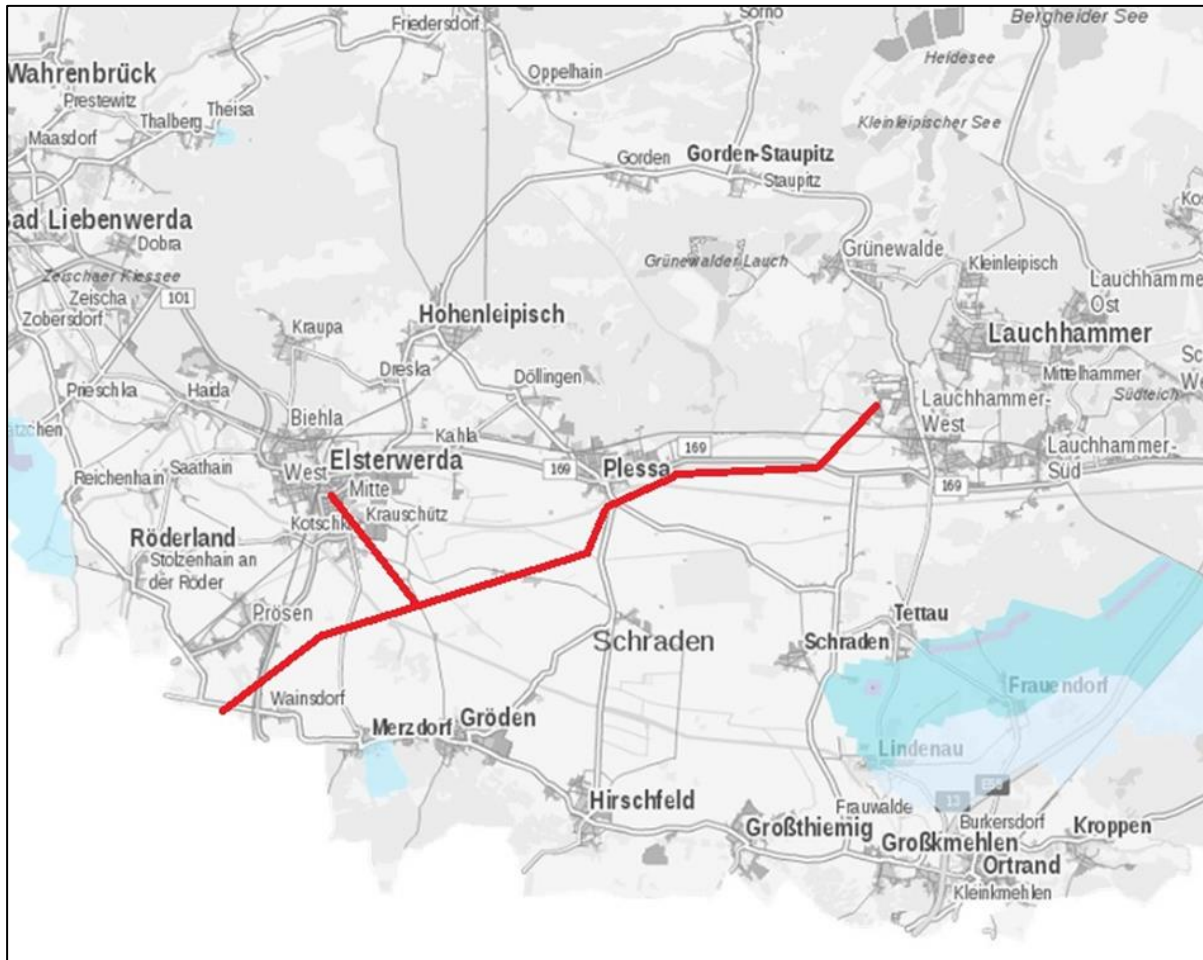 Friedersdorf
Sorno
Bergheider See
Wahrenbrück
Oppelhain
Heidesee
Prestewitz
Theisa
Thalberg
Maasdorf
Kleinleipischer See
Gorden
Gorden-Staupitz
Staupitz
Bad Liebenwerda
Dobra
Grünewalde
Kleinleipisch
Grünewalder Lauch
Zeischaer Kiessee
Zeischa
101
Zobersdorf
Hohenleipisch
Kraupa
Lauchhammer
Ost
Lauchhammer
Dreska
Döllingen
Mittelhammer
Prieschka
Haida
Südteich
Lauchhammer-
West
Biehla
Kahla
169
Lauchhammer-
Süd
Reichenhain
Saathain
West
Elsterwerda
169
Plessa
Mitte
169
Kotschka
Krauschütz
Röderland
Stolzenhain an
der Röder
Prösen
Tettau
Schraden
Schraden
Frauendorf
Wainsdorf
Merzdorf
Gröden
Lindenau
Hirschfeld
13
E55
Frauwalde
Burkersdorf
Großthiemig
Kroppen
Großkmehlen
Ortrand
Kleinkmehlen